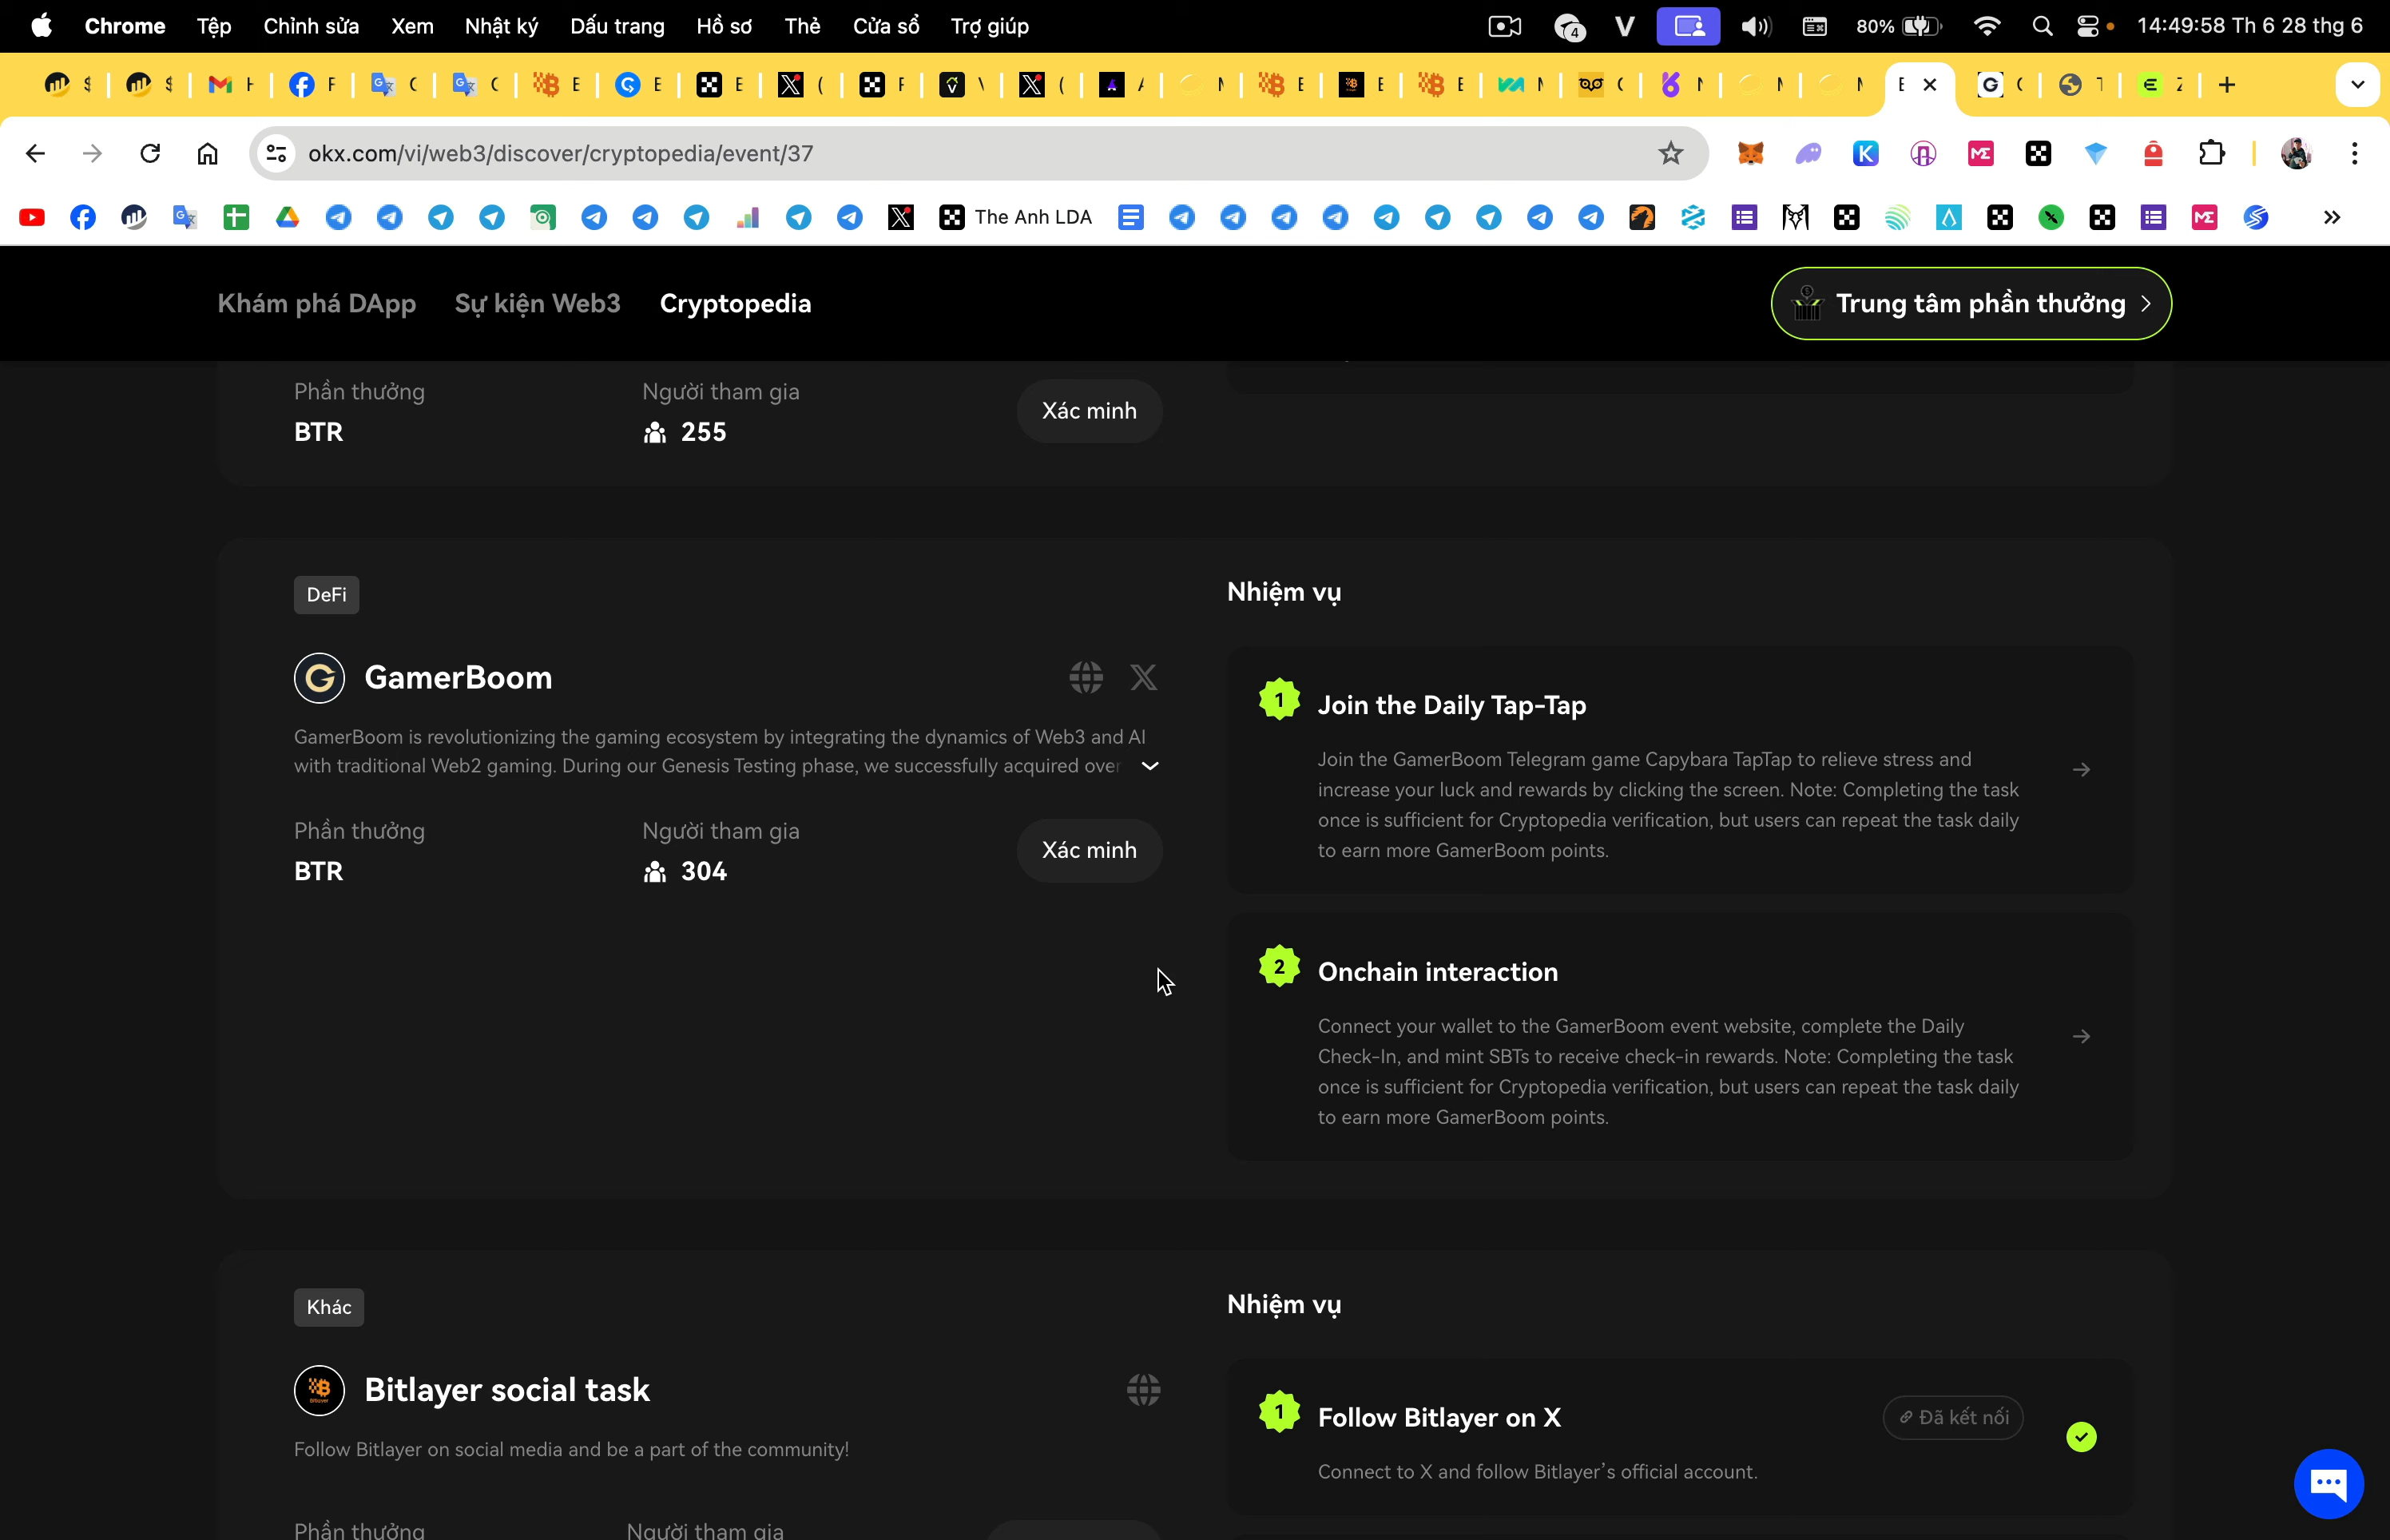 Chrome Tệp Chỉnh sửa Xem Nhật ký Dấu trang Hồ sơ Thẻ Cửa sổ Trợ giúp 4 V 80% 14:49:58 Th 6 28 thg 6
okx.com/vi/web3/discover/cryptopedia/event/37
The Anh LDA
Khám phá DApp Sự kiện Web3 Cryptopedia Trung tâm phần thưởng
Phần thưởng Người tham gia
BTR 255 Xác minh
DeFi
GamerBoom
GamerBoom is revolutionizing the gaming ecosystem by integrating the dynamics of Web3 and AI
with traditional Web2 gaming. During our Genesis Testing phase, we successfully acquired over
Phần thưởng Người tham gia
BTR 304 Xác minh
Nhiệm vụ
1 Join the Daily Tap-Tap
Join the GamerBoom Telegram game Capybara TapTap to relieve stress and
increase your luck and rewards by clicking the screen. Note: Completing the task
once is sufficient for Cryptopedia verification, but users can repeat the task daily
to earn more GamerBoom points.
2 Onchain interaction
Connect your wallet to the GamerBoom event website, complete the Daily
Check-In, and mint SBTs to receive check-in rewards. Note: Completing the task
once is sufficient for Cryptopedia verification, but users can repeat the task daily
to earn more GamerBoom points.
Khác
Bitlayer social task
Follow Bitlayer on social media and be a part of the community!
Phần thưởng Người tham gia
Nhiệm vụ
1 Follow Bitlayer on X Đã kết nối
Connect to X and follow Bitlayer's official account.